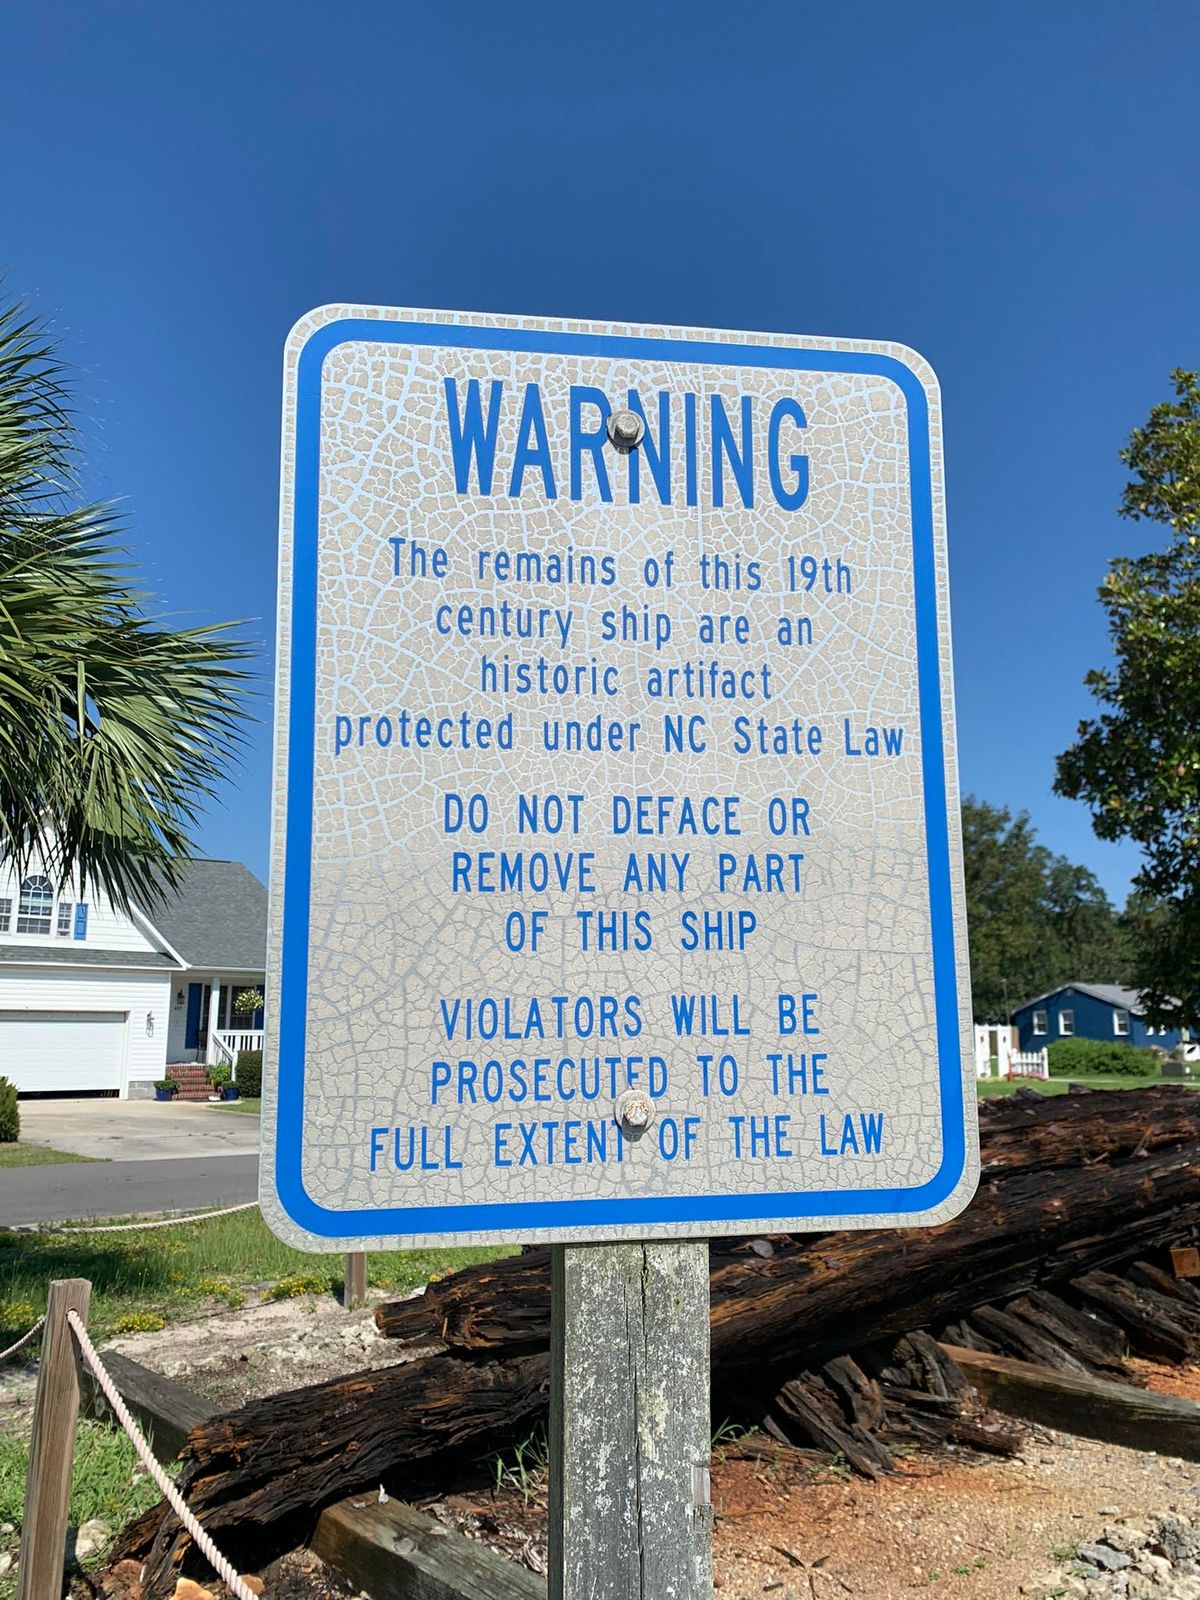 WARNING
The remains of this 19th
century ship are an
historic artifact
protected under NC State Law
DO NOT DEFACE OR
REMOVE ANY PART
OF THIS SHIP
VIOLATORS WILL BE
PROSECUTED TO THE
FULL EXTENT OF THE LAW